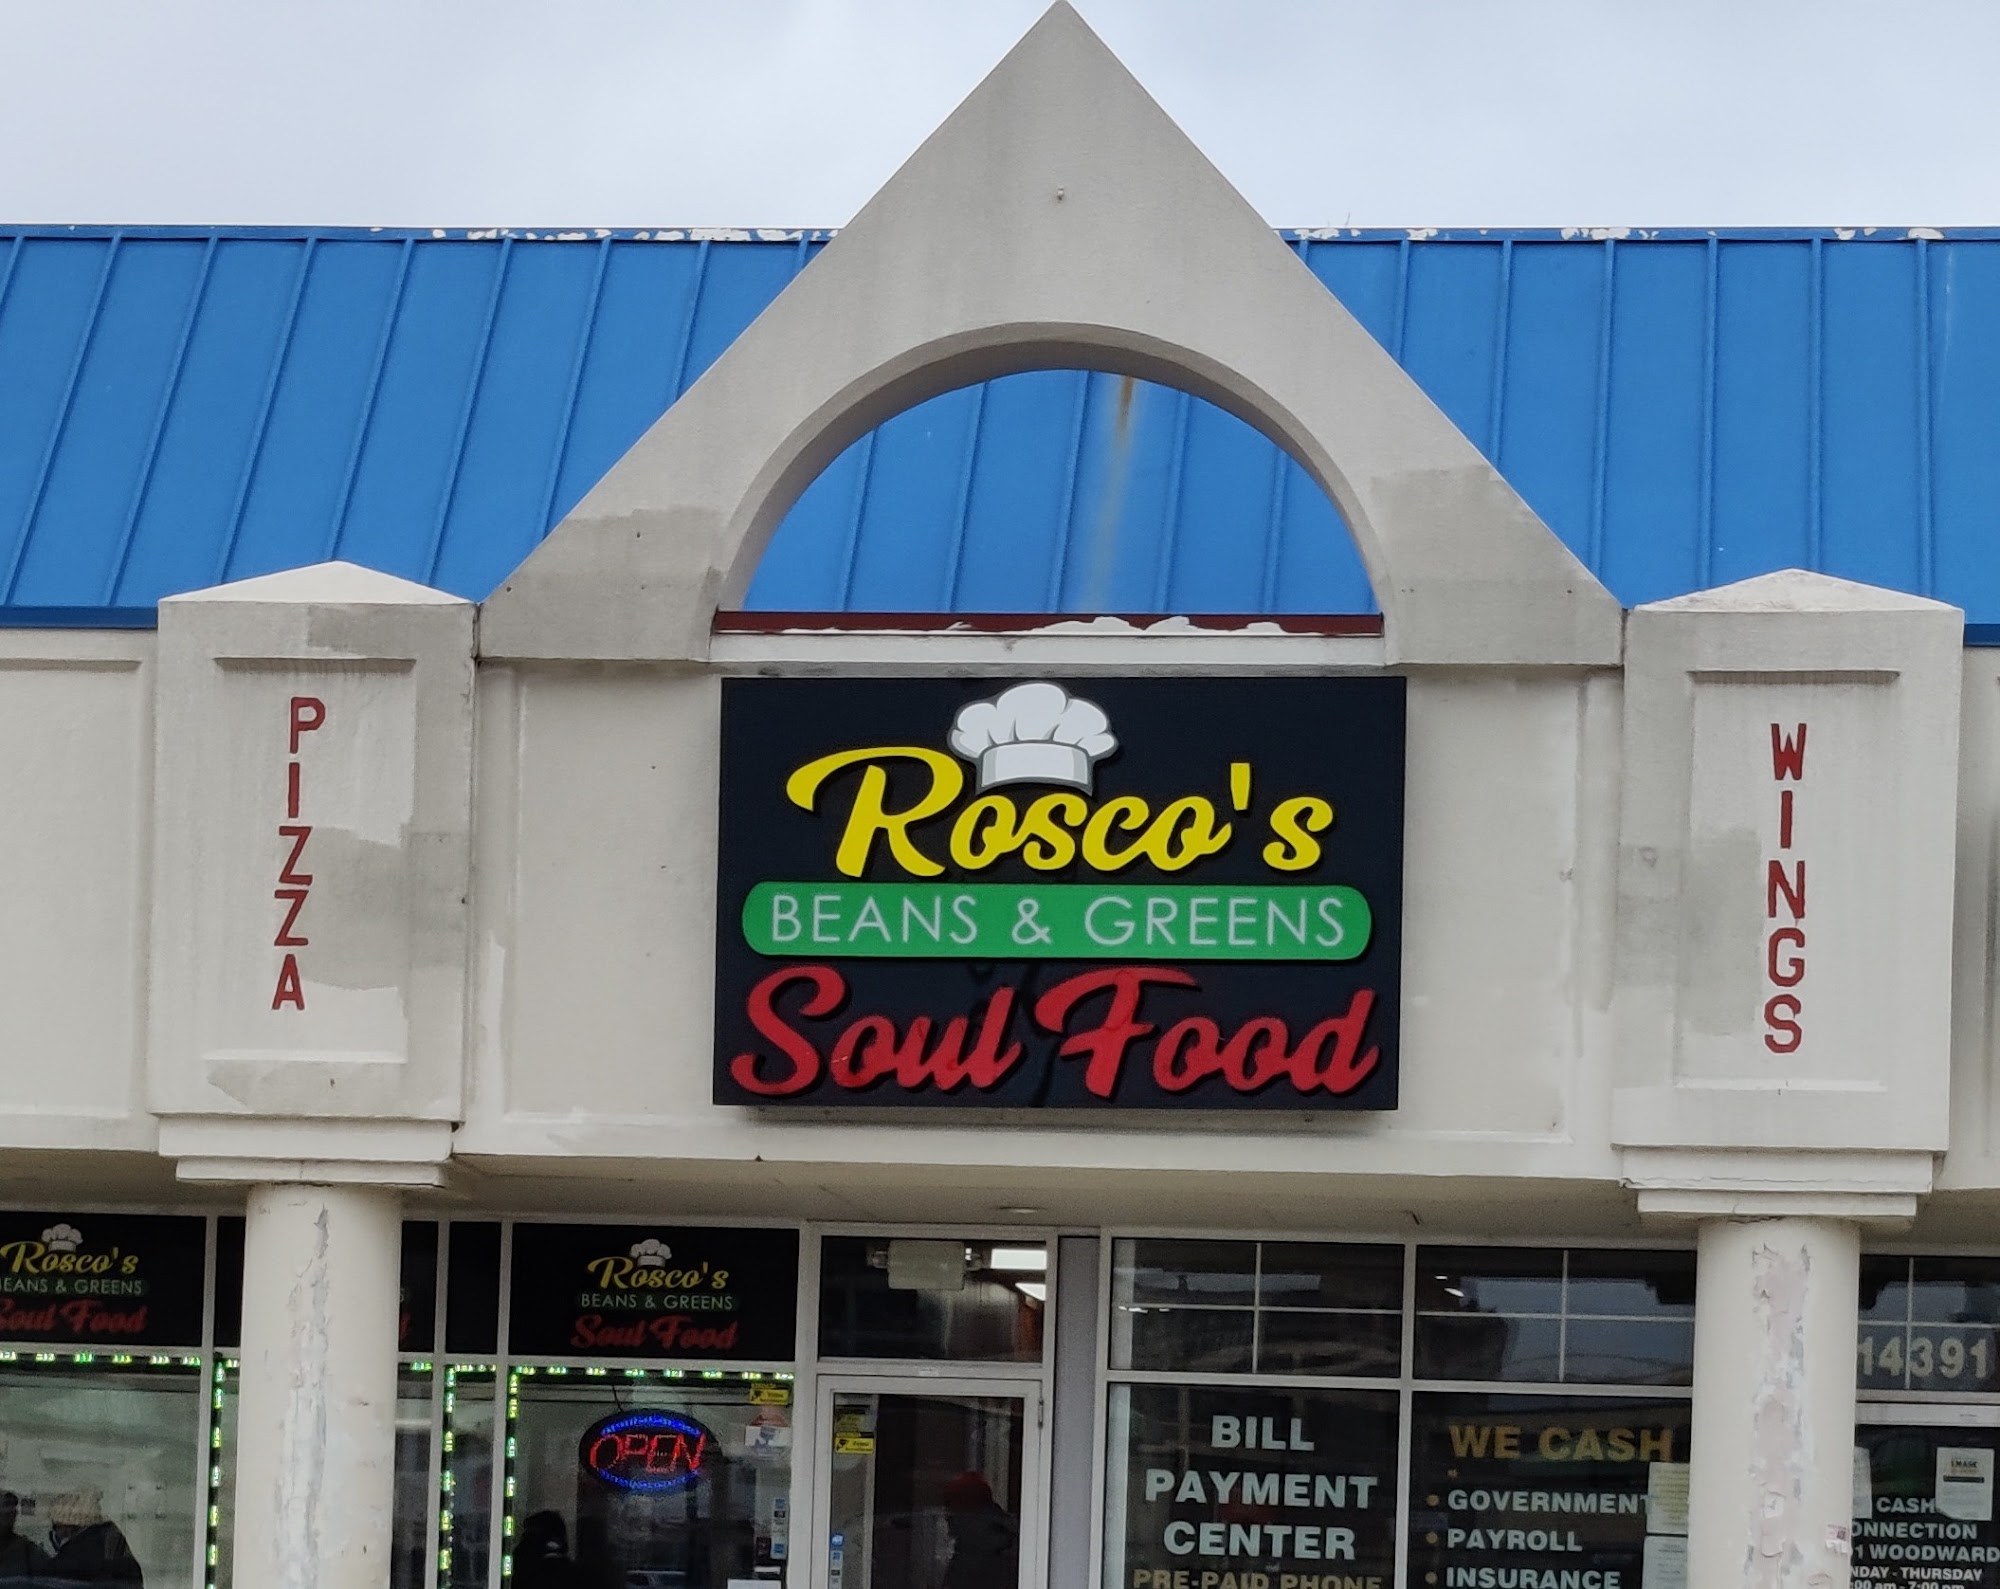 PIZZA
Rosco's
BEANS & GREENS
Soul Food
WINGS
Rosco's
BEANS & GREENS
Soul Food
Rosco's
BEANS & GREENS
Soul Food
OPEN
BILL
PAYMENT
CENTER
PRE-PAID PHONE
WE CASH
• GOVERNMENT
• PAYROLL
• INSURANCE
14391
CASH
WOODWARD
THURSDAY